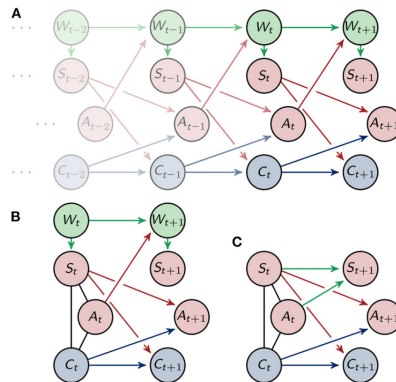 A
... W_{t-2} W_{t-1} W_t W_{t+1}
... S_{t-2} S_{t-1} S_t S_{t+1}
... A_{t-2} A_{t-1} A_t A_{t+1}
... C_{t-2} C_{t-1} C_t C_{t+1}
B
W_t W_{t+1}
S_t S_{t+1}
A_t A_{t+1}
C_t C_{t+1}
C
S_t S_{t+1}
A_t A_{t+1}
C_t C_{t+1}